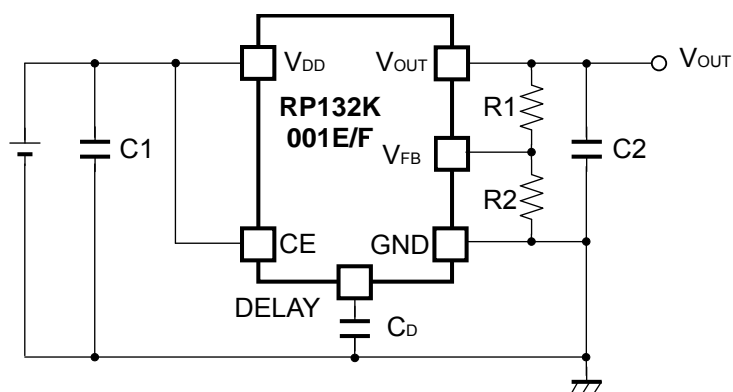 VDD
VOUT
VOUT
RP132K
001E/F
R1
C1
VFB
C2
R2
CE
GND
DELAY
CD